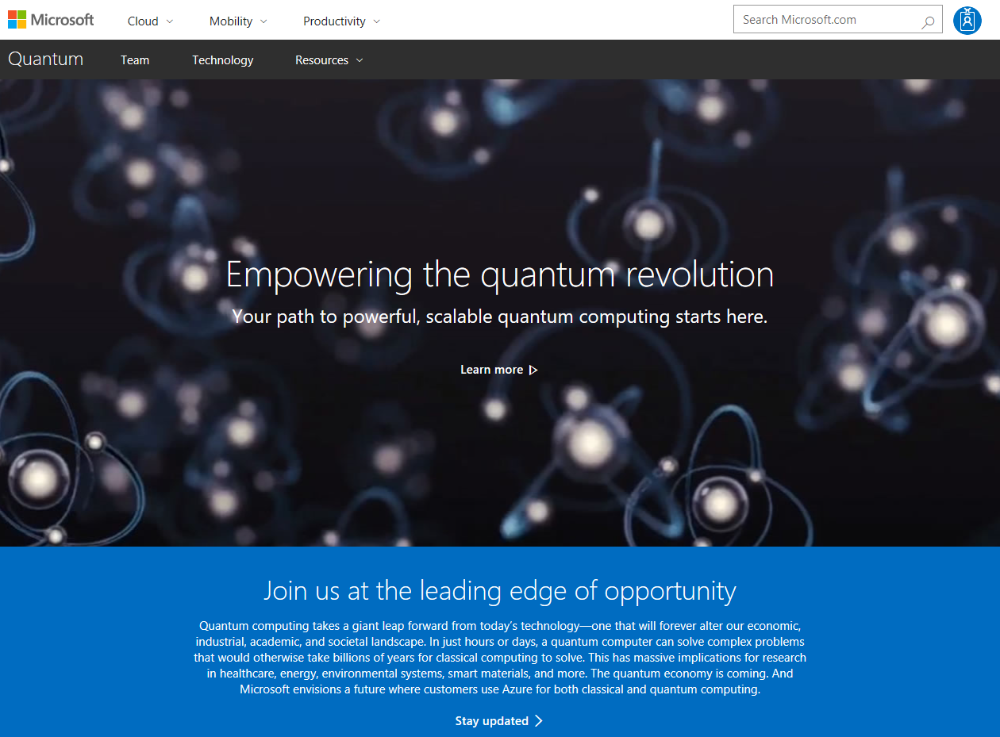 Microsoft Cloud Mobility Productivity Search Microsoft.com
Quantum Team Technology Resources
Empowering the quantum revolution
Your path to powerful, scalable quantum computing starts here.
Learn more
Join us at the leading edge of opportunity
Quantum computing takes a giant leap forward from today’s technology—one that will forever alter our economic,
industrial, academic, and societal landscape. In just hours or days, a quantum computer can solve complex problems
that would otherwise take billions of years for classical computing to solve. This has massive implications for research
in healthcare, energy, environmental systems, smart materials, and more. The quantum economy is coming. And
Microsoft envisions a future where customers use Azure for both classical and quantum computing.
Stay updated